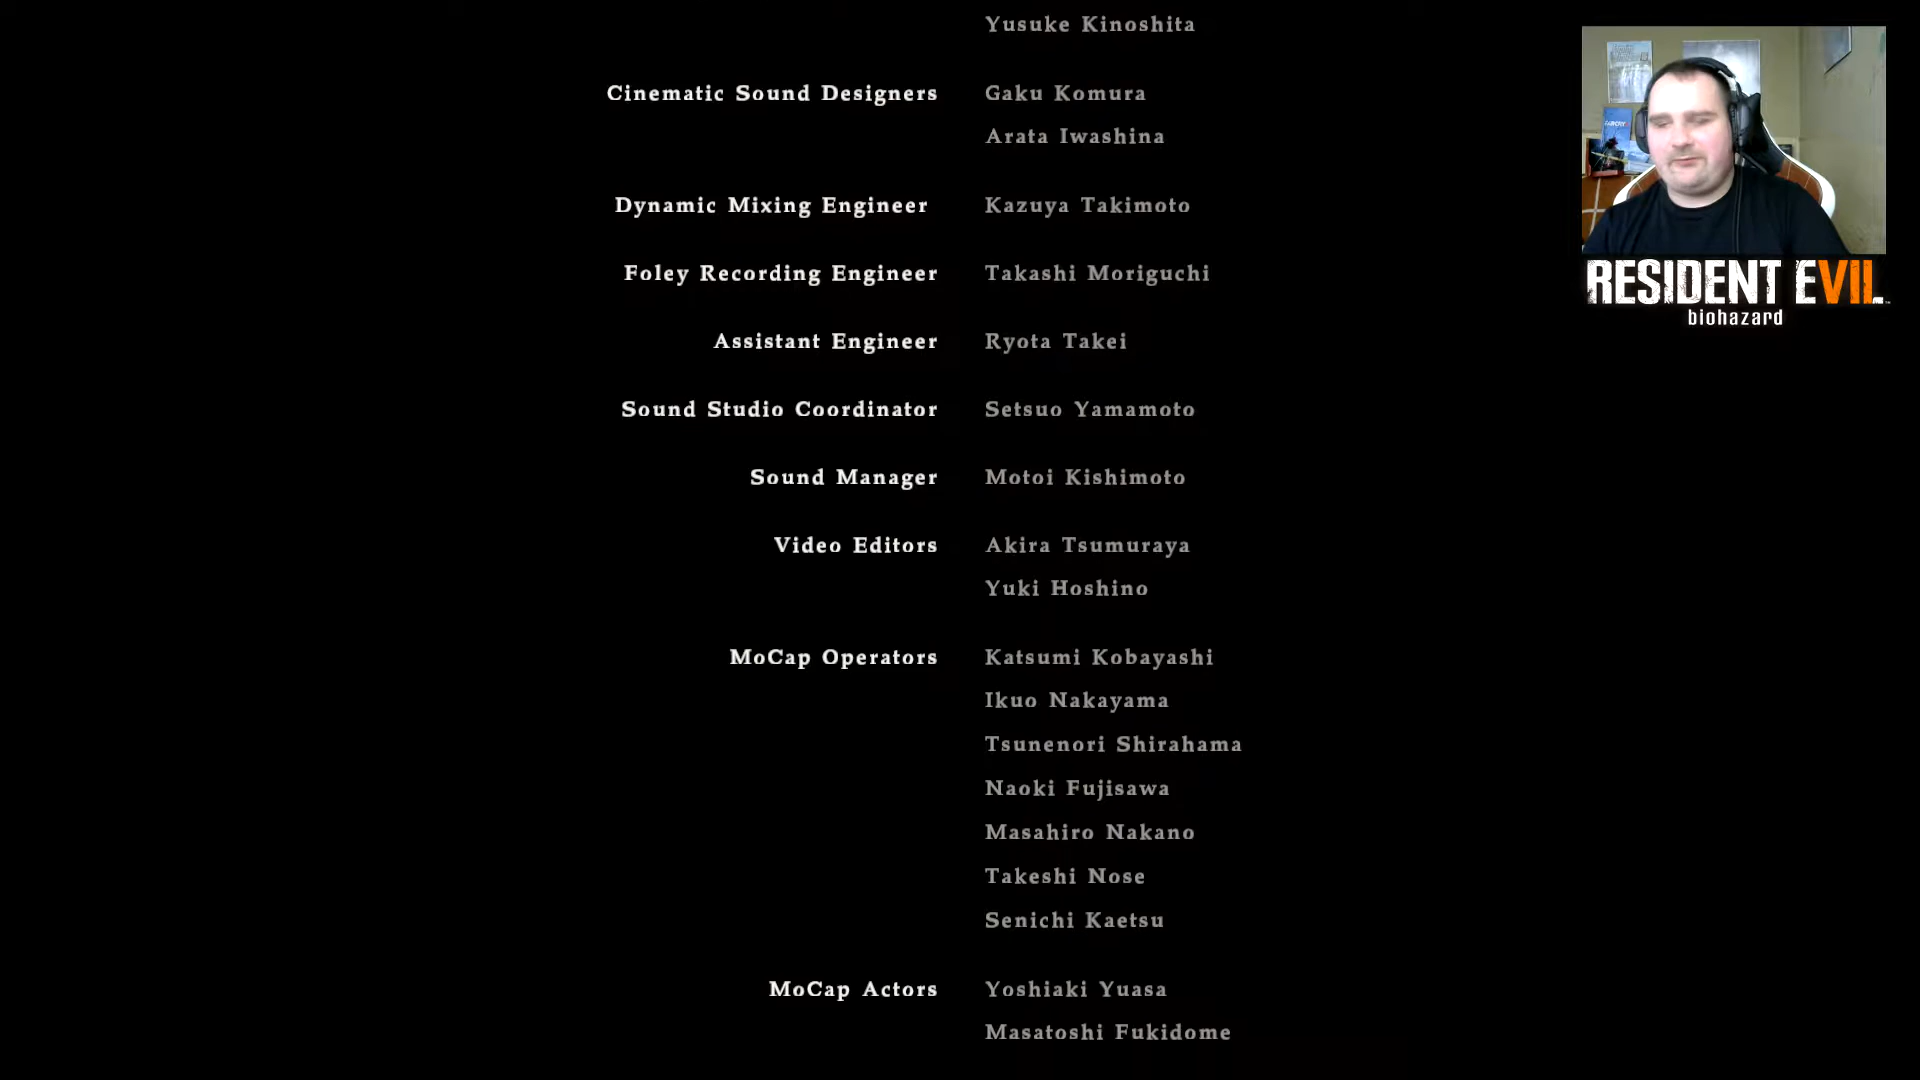 Yusuke Kinoshita
Cinematic Sound Designers Gaku Komura
Arata Iwashina
Dynamic Mixing Engineer Kazuya Takimoto
Foley Recording Engineer Takashi Moriguchi
Assistant Engineer Ryota Takei
Sound Studio Coordinator Setsuo Yamamoto
Sound Manager Motoi Kishimoto
Video Editors Akira Tsumuraya
Yuki Hoshino
MoCap Operators Katsumi Kobayashi
Ikuo Nakayama
Tsunenori Shirahama
Naoki Fujisawa
Masahiro Nakano
Takeshi Nose
Senichi Kaetsu
MoCap Actors Yoshiaki Yuasa
Masatoshi Fukidome
RESIDENT EVII.
biohazard